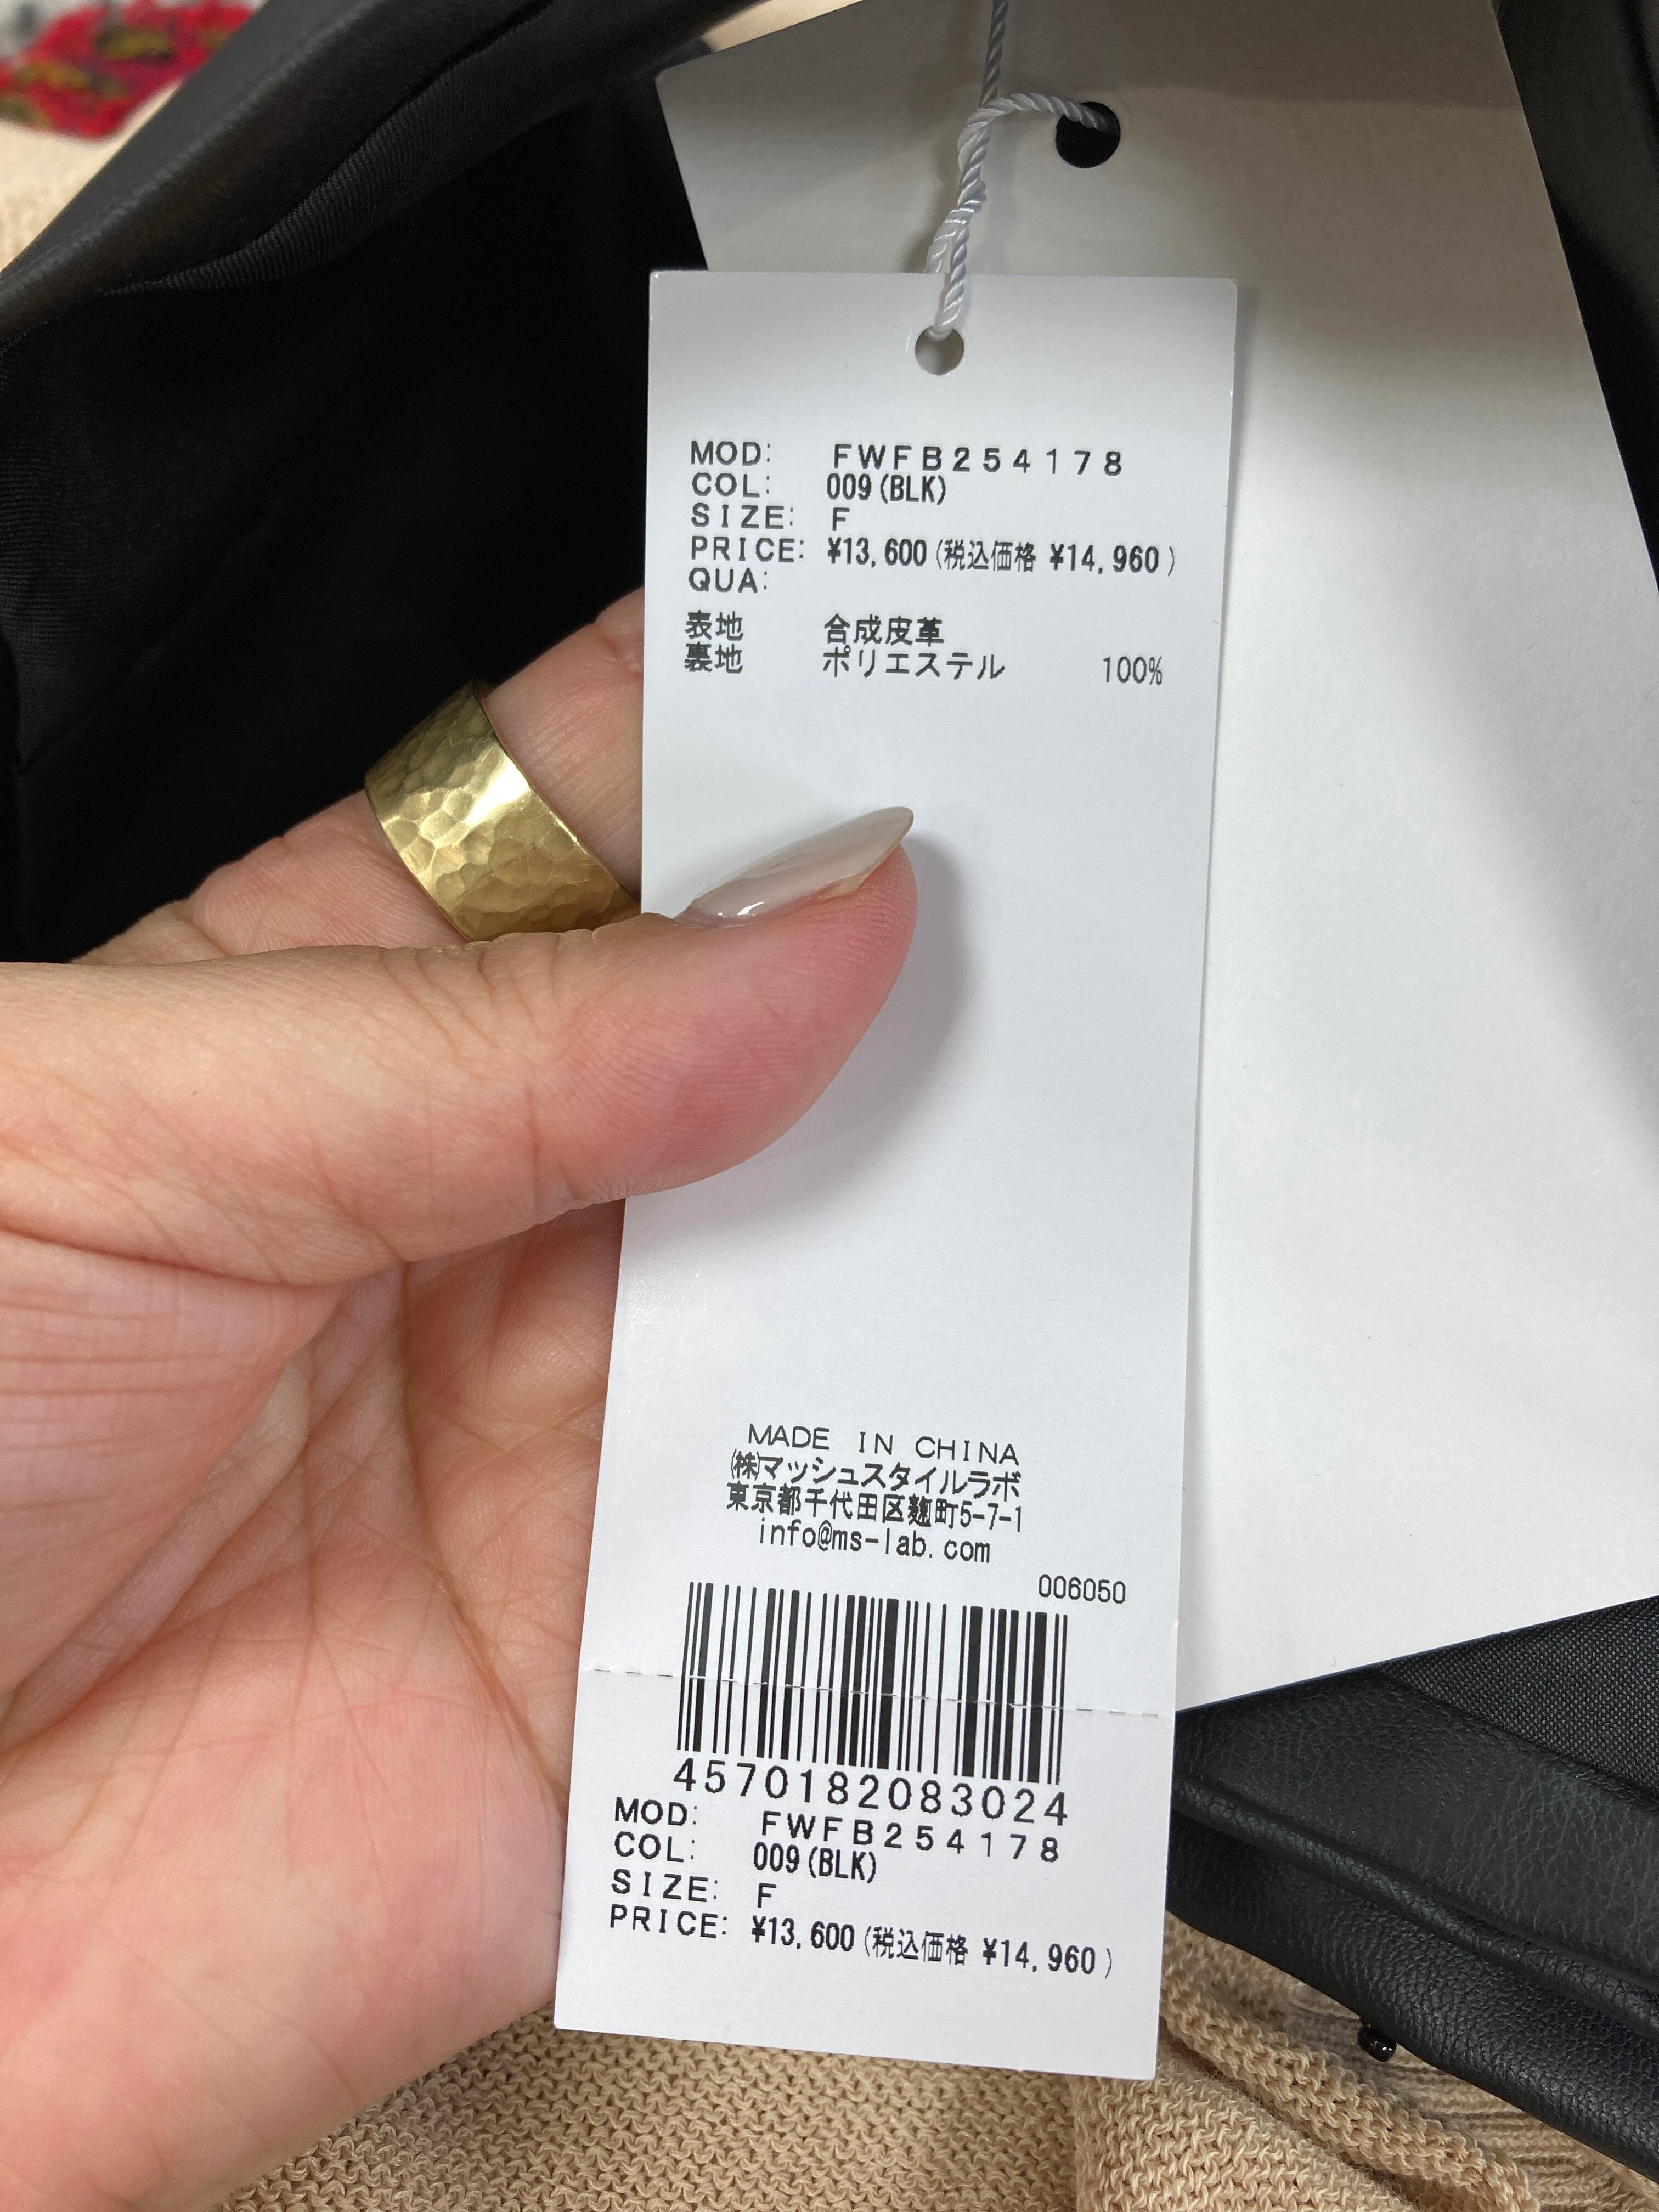 MOD: FWFB254178
COL: 009(BLK)
SIZE: F
PRICE: ¥13,600(税込価格 ¥14,960)
QUA:
表地 合成皮革
裏地 ポリエステル 100%
MADE IN CHINA
(株)マッシュスタイルラボ
東京都千代田区麹町5-7-1
info@ms-lab.com
006050
4570182083024
MOD: FWFB254178
COL: 009(BLK)
SIZE: F
PRICE: ¥13,600(税込価格 ¥14,960)